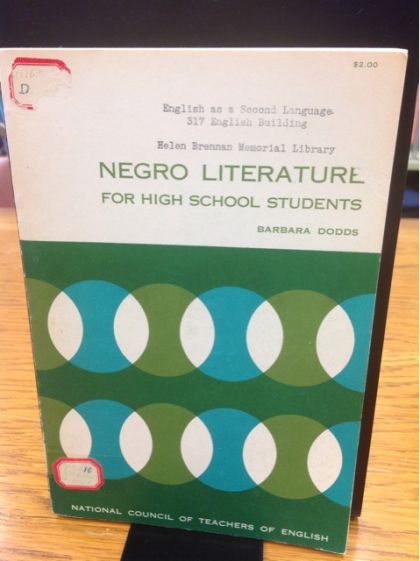 $2.00
D
English as a Second Language
317 English Building
Helen Brennan Memorial Library
NEGRO LITERATURE
FOR HIGH SCHOOL STUDENTS
BARBARA DODDS
16
NATIONAL COUNCIL OF TEACHERS OF ENGLISH